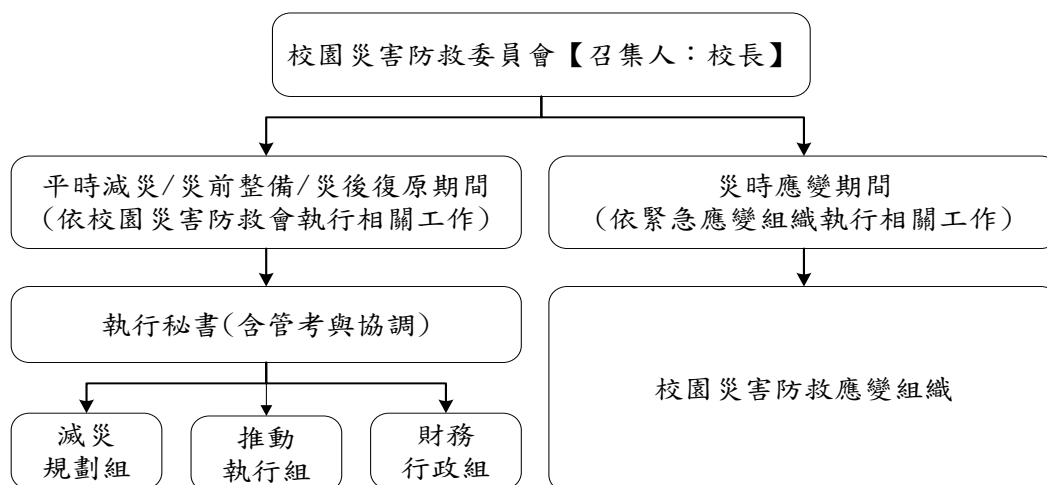 校園災害防救委員會【召集人：校長】
平時減災/災前整備/災後復原期間
(依校園災害防救會執行相關工作)
災時應變期間
(依緊急應變組織執行相關工作)
執行秘書(含管考與協調)
校園災害防救應變組織
減災
規劃組
推動
執行組
財務
行政組